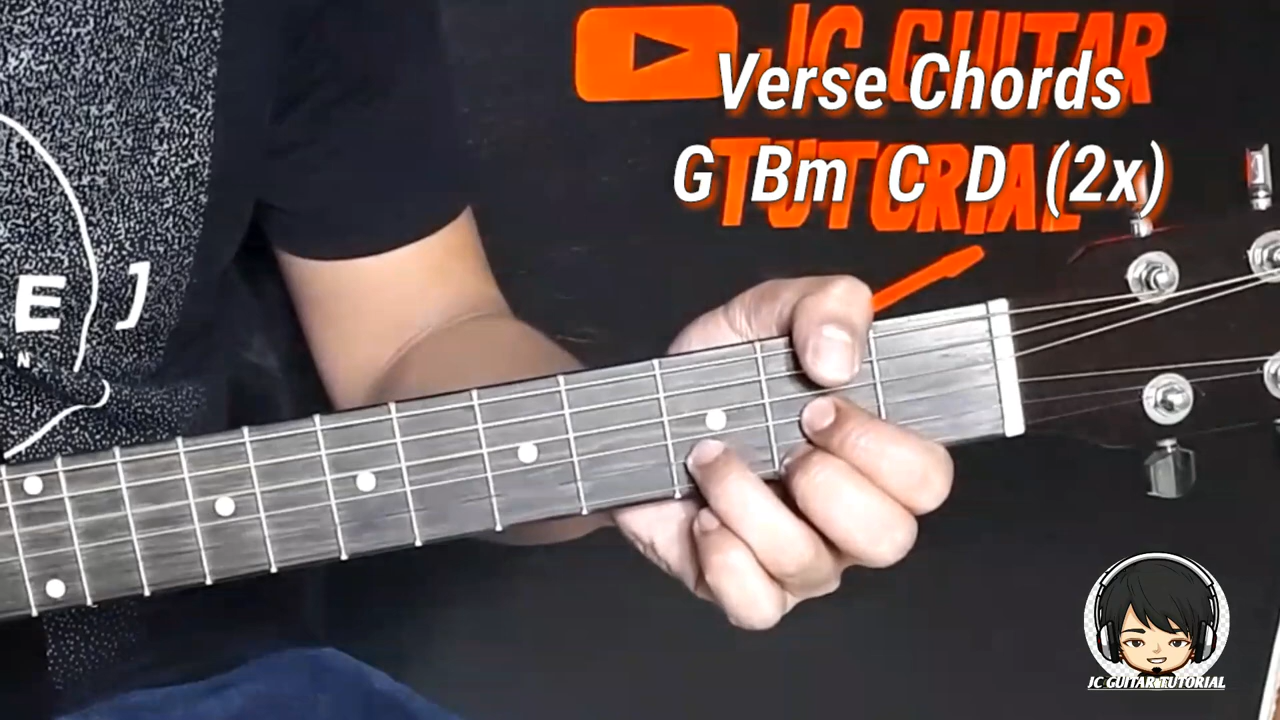 JC GUITAR
TUTORIAL
Verse Chords
G Bm C D (2x)
E J
N
JC GUITAR TUTORIAL